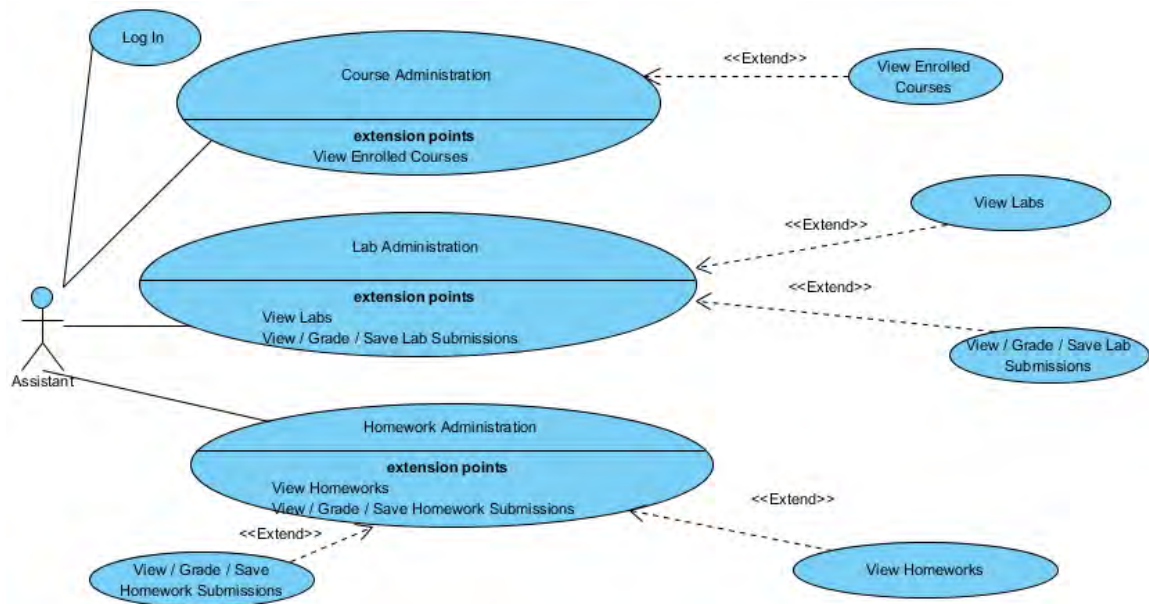 Log In
Course Administration
extension points
View Enrolled Courses
<<Extend>>
View Enrolled
Courses
Lab Administration
extension points
View Labs
View / Grade / Save Lab Submissions
<<Extend>>
View Labs
<<Extend>>
View / Grade / Save Lab
Submissions
Assistant
Homework Administration
extension points
View Homeworks
View / Grade / Save Homework Submissions
<<Extend>>
View / Grade / Save
Homework Submissions
<<Extend>>
View Homeworks